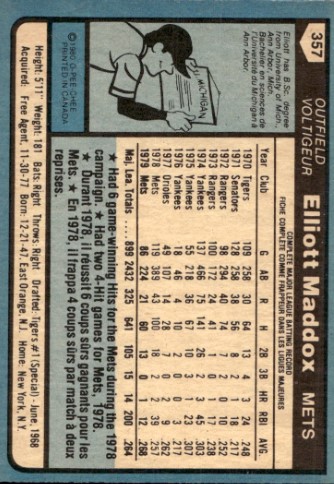 357
OUTFIELD
VOLTIGEUR
Elliott Maddox METS
COMPLETE MAJOR LEAGUE BATTING RECORD
FICHE COMPLÈTE COMME FRAPPEUR DANS LES LIGUES MAJEURES
Elliott has B.Sc. degree
from University of Mich.,
Ann Arbor, Mich.
Bachelier en sciences de
l'Université du Michigan à
Ann Arbor.
U. MICHIGAN
© 1980 O-PEE-CHEE
PRINTED IN CANADA
Year Club G AB R H 2B 3B HR RBI AVG.
1970 Tigers 109 258 30 64 13 4 3 24 .248
1971 Senators 128 258 38 56 8 2 1 18 .217
1972 Rangers 98 294 40 74 7 2 0 10 .252
1973 Rangers 100 172 24 41 1 0 1 17 .238
1974 Yankees 137 466 75 141 26 2 3 45 .303
1975 Yankees 55 218 36 67 10 3 1 23 .307
1976 Yankees 18 46 4 10 2 0 0 3 .217
1977 Orioles 49 107 14 28 7 0 2 9 .262
1978 Mets 119 389 43 100 18 2 2 39 .257
1979 Mets 86 224 21 60 13 0 1 12 .268
Maj. Lea. Totals 899 2432 325 641 105 15 14 200 .264
★ Had 6 game-winning Hits for the Mets during the 1978
campaign. ★ Had two 4-hit games for Mets, 1978.
★ Durant 1978, il réussit 6 coups sûrs gagnants pour les
Mets. ★ En 1978, il frappa 4 coups sûrs par match à deux
reprises.
Height: 5'11" Weight: 181 Bats: Right Throws: Right Drafted: Tigers #1 (Special) - June, 1968
Acquired: Free Agent, 11-30-77 Born: 12-21-47, East Orange, N.J. Home: New York, N.Y.